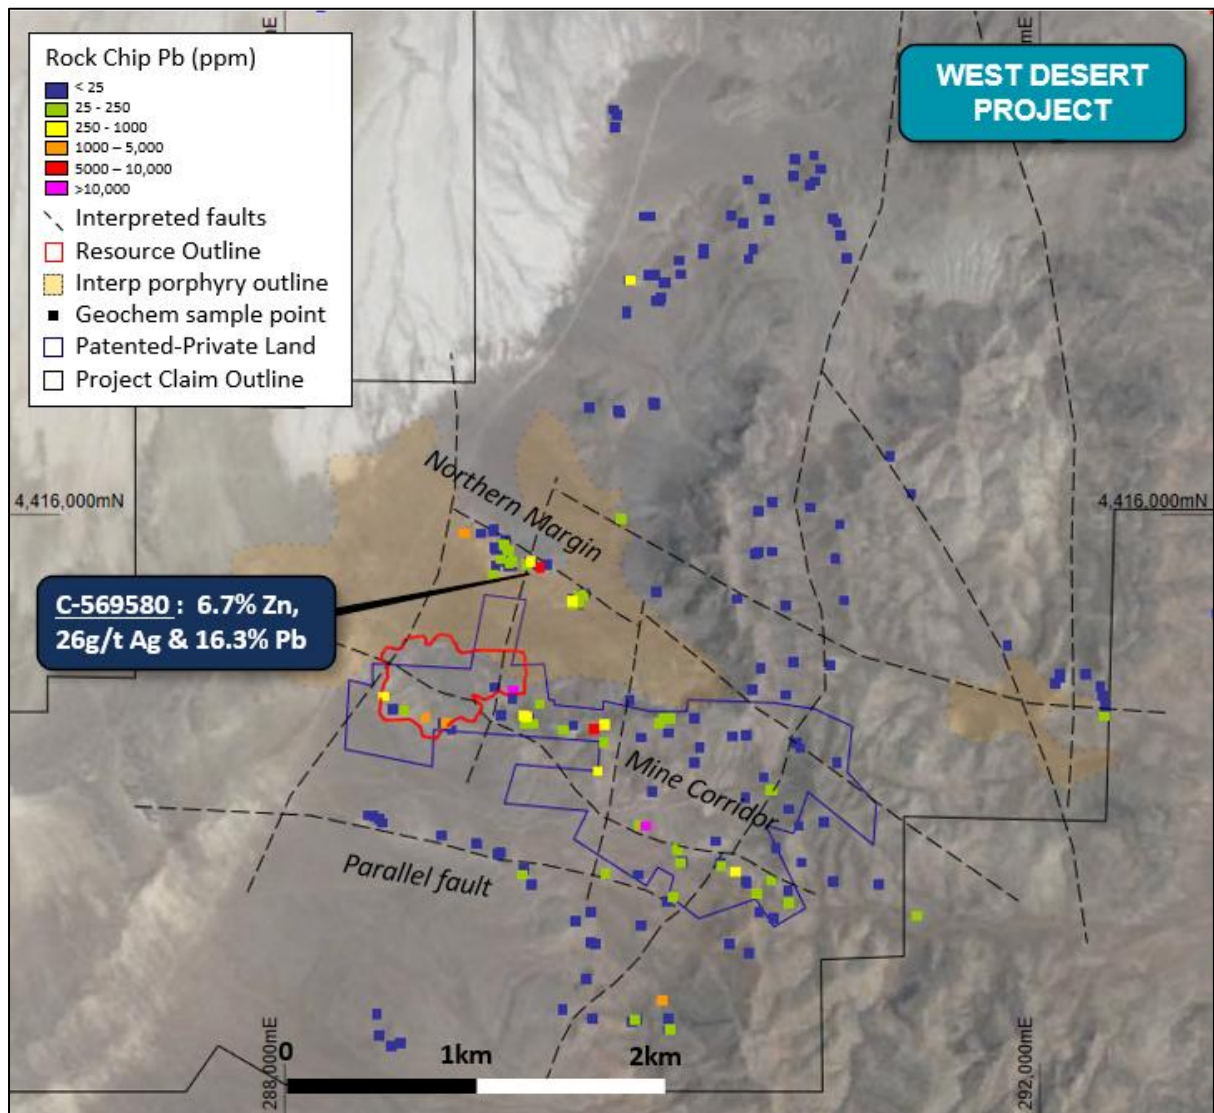 Rock Chip Pb (ppm)
< 25
25 - 250
250 - 1000
1000 – 5,000
5000 – 10,000
>10,000
Interpreted faults
Resource Outline
Interp porphyry outline
Geochem sample point
Patented-Private Land
Project Claim Outline
WEST DESERT
PROJECT
mE
mE
4,416,000mN
4,416,000mN
Northern Margin
C-569580 : 6.7% Zn,
26g/t Ag & 16.3% Pb
Mine Corridor
Parallel fault
288,000mE
292,000mE
0
1km
2km